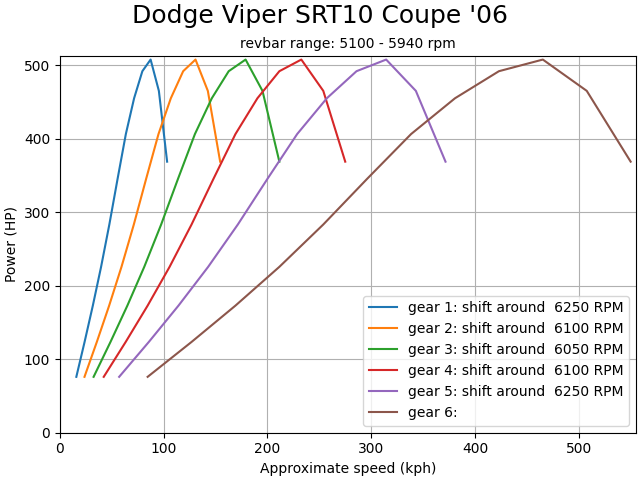 Dodge Viper SRT10 Coupe '06
revbar range: 5100 - 5940 rpm
500
400
300
200
100
0
Power (HP)
0 100 200 300 400 500
Approximate speed (kph)
gear 1: shift around  6250 RPM
gear 2: shift around  6100 RPM
gear 3: shift around  6050 RPM
gear 4: shift around  6100 RPM
gear 5: shift around  6250 RPM
gear 6: